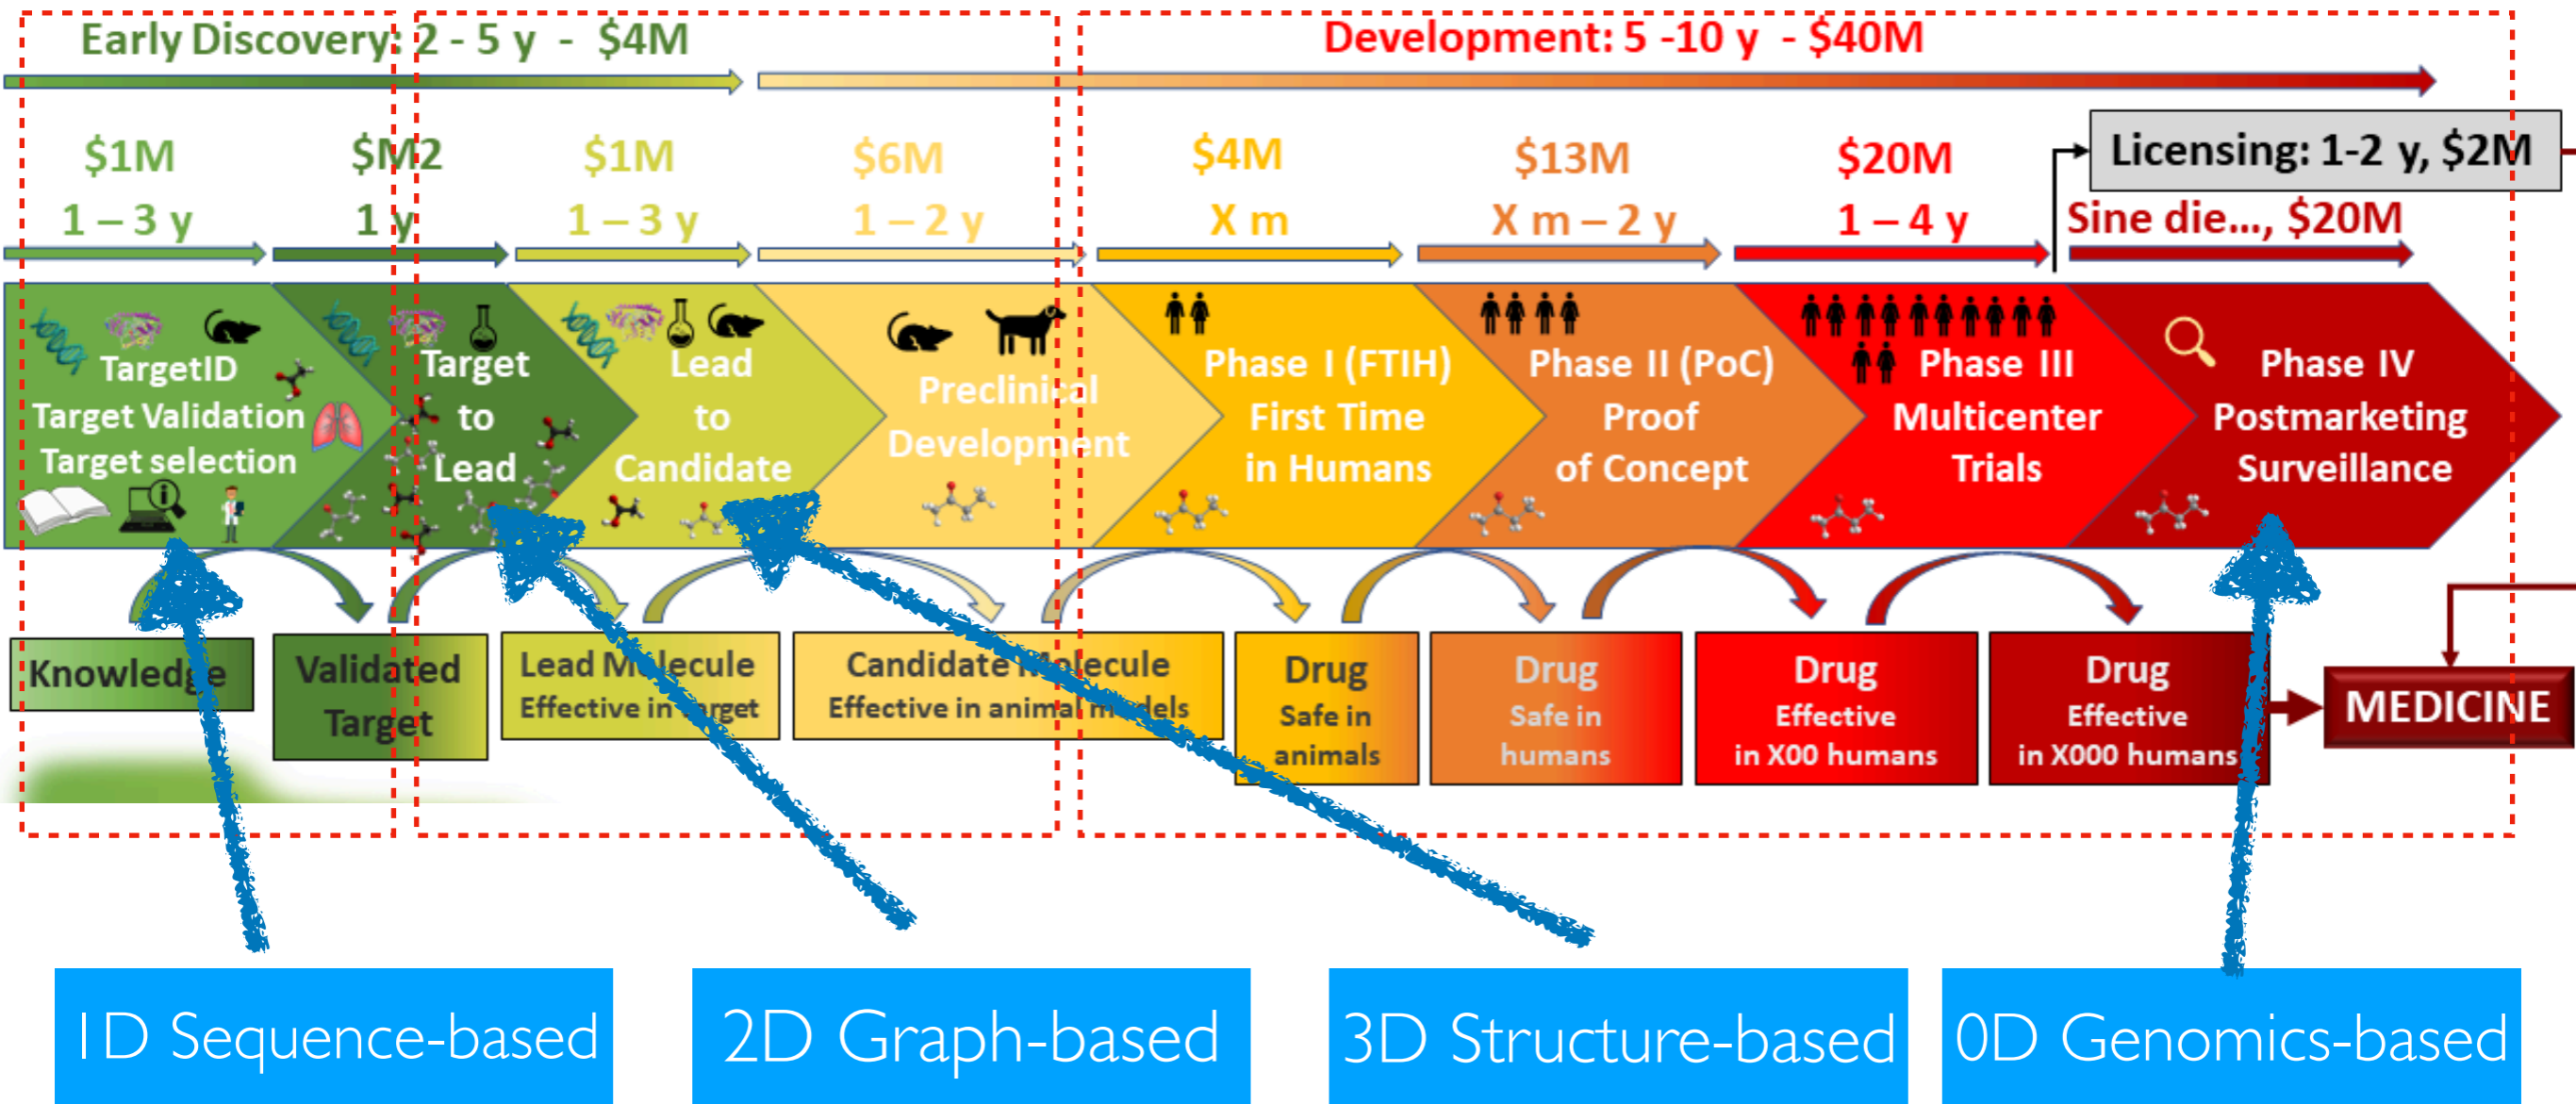 Early Discovery: 2 - 5 y - $4M
Development: 5 -10 y - $40M
$1M
1 – 3 y
$M2
1 y
$1M
1 – 3 y
$6M
1 – 2 y
$4M
X m
$13M
X m – 2 y
$20M
1 – 4 y
Licensing: 1-2 y, $2M
Sine die..., $20M
TargetID
Target Validation
Target selection
Target
to
Lead
Lead
to
Candidate
Preclinical
Development
Phase I (FTIH)
First Time
in Humans
Phase II (PoC)
Proof
of Concept
Phase III
Multicenter
Trials
Phase IV
Postmarketing
Surveillance
Knowledge
Validated
Target
Lead Molecule
Effective in target
Candidate Molecule
Effective in animal models
Drug
Safe in
animals
Drug
Safe in
humans
Drug
Effective
in X00 humans
Drug
Effective
in X000 humans
MEDICINE
1D Sequence-based
2D Graph-based
3D Structure-based
0D Genomics-based